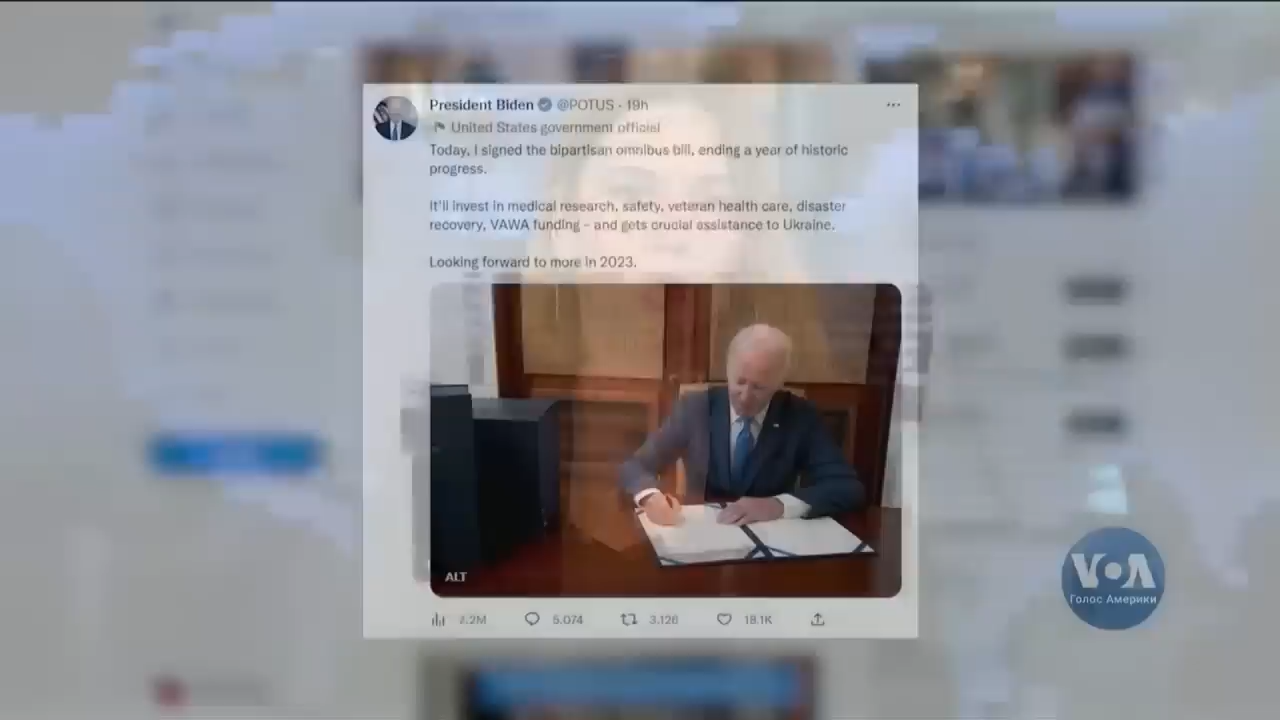 President Biden @POTUS · 19h
United States government official
Today, I signed the bipartisan omnibus bill, ending a year of historic
progress.
It'll invest in medical research, safety, veteran health care, disaster
recovery, VAWA funding – and gets crucial assistance to Ukraine.
Looking forward to more in 2023.
ALT
5,074
3,126
18.1K
VOA
Голос Америки